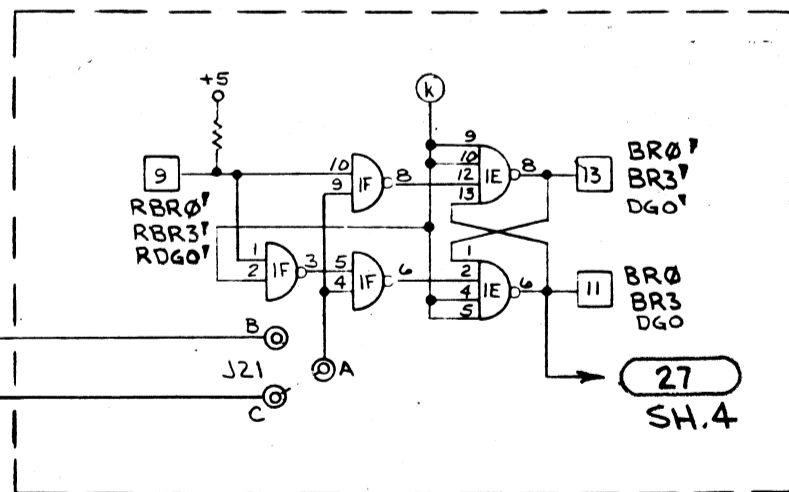 +5
k
9
RBRØ'
RBR3'
RDGO'
10
9
1F
8
9
10
12
13
1E
8
13
BRØ'
BR3'
DGO'
1
2
1F
3
5
4
1F
6
1
2
4
5
1E
6
11
BRØ
BR3
DGO
B
J21
A
C
27
SH.4